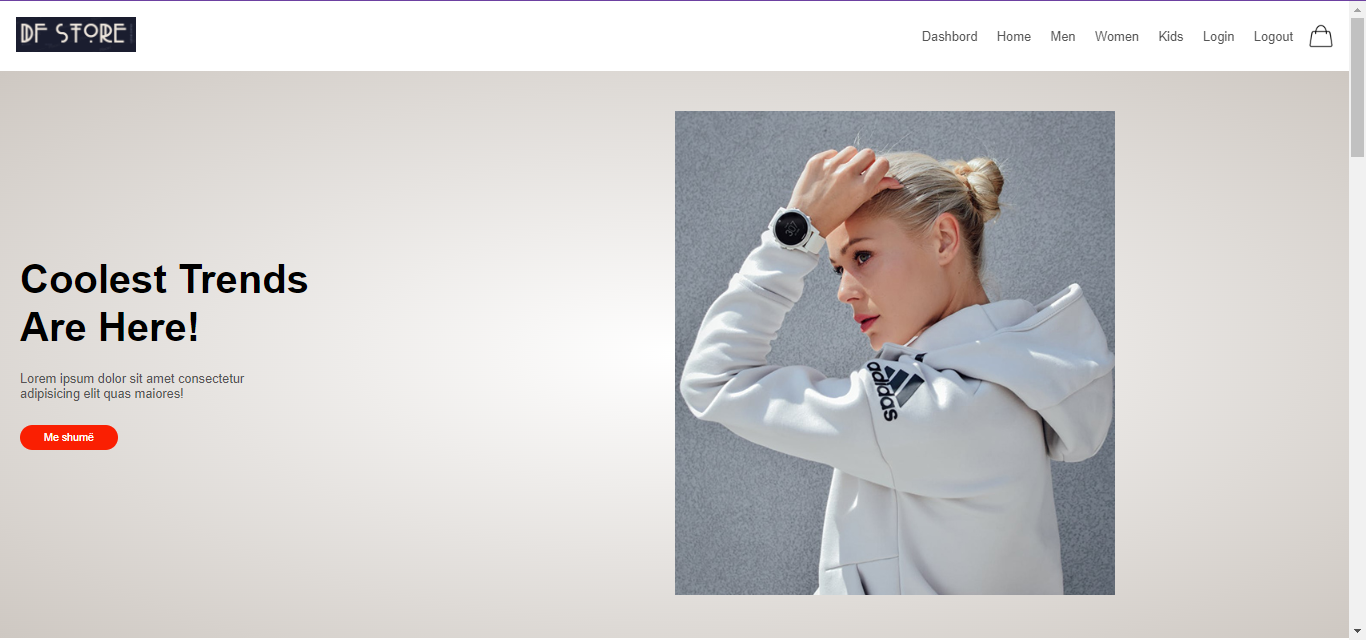 DF STORE
Dashbord Home Men Women Kids Login Logout
Coolest Trends
Are Here!
Lorem ipsum dolor sit amet consectetur
adipisicing elit quas maiores!
Me shumë
adidas